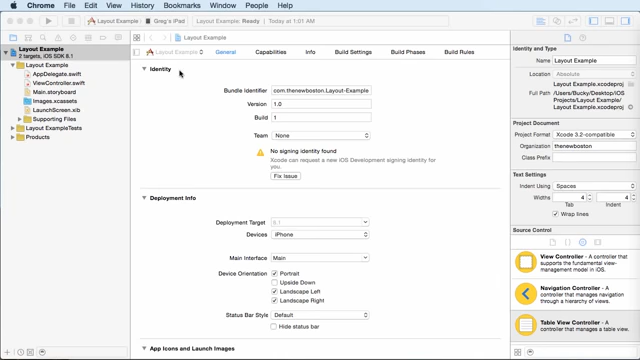 View History Bookmarks Window People Help
Layout Example Greg's iPad
Layout Example: Ready | Today at 1:01 AM
Layout Example
2 targets, iOS SDK 8.1
Layout Example
AppDelegate.swift
ViewController.swift
Main.storyboard
Images.xcassets
LaunchScreen.xib
Supporting Files
Layout ExampleTests
Products
Layout Example
Layout Example General Capabilities Info Build Settings Build Phases Build Rules
Identity
Bundle Identifier com.thenewboston.Layout-Example
Version 1.0
Build 1
Team None
No signing identity found
Xcode can request a new iOS Development signing identity for
you.
Fix Issue
Deployment Info
Deployment Target 8.1
Devices iPhone
Main Interface Main
Device Orientation Portrait
Upside Down
Landscape Left
Landscape Right
Status Bar Style Default
Hide status bar
App Icons and Launch Images
Identity and Type
Name Layout Example
Location Absolute
Layout Example.xcodeproj
Full Path /Users/Bucky/Desktop/iOS
Projects/Layout Example/
Layout Example.xcodeproj
Project Document
Project Format Xcode 3.2-compatible
Organization thenewboston
Class Prefix
Text Settings
Indent Using Spaces
Widths 4 4
Tab Indent
Wrap lines
Source Control
View Controller - A controller
that supports the fundamental view-
management model in iOS.
Navigation Controller - A
controller that manages navigation
through a hierarchy of views.
Table View Controller - A
controller that manages a table view.